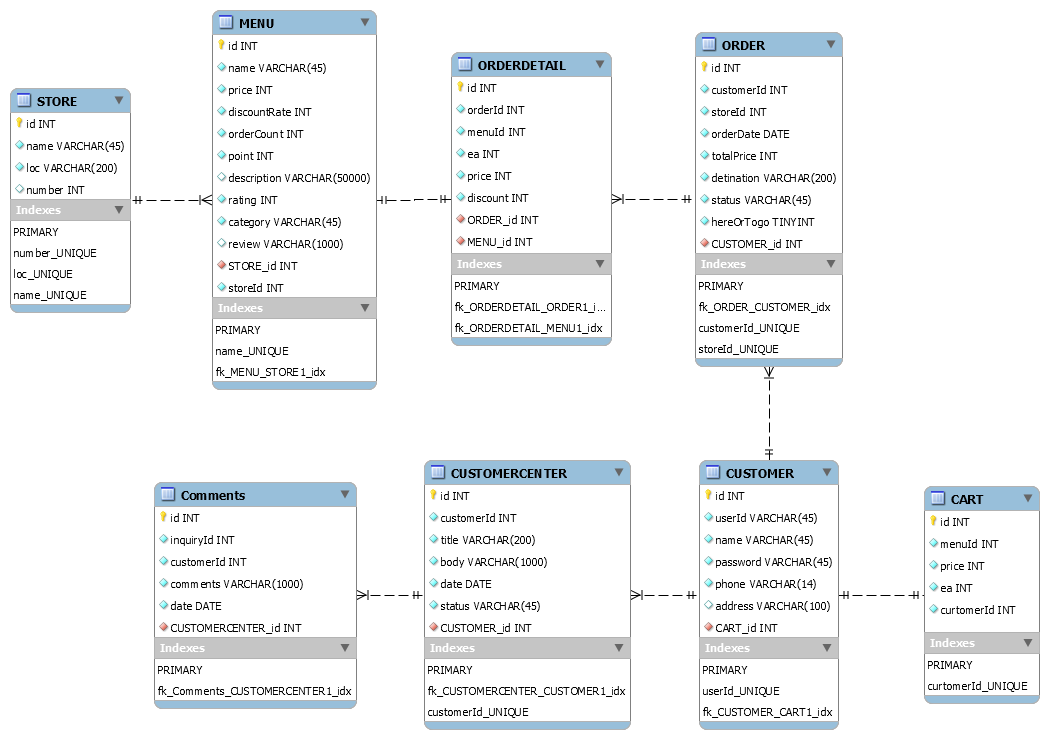 MENU
id INT
name VARCHAR(45)
price INT
discountRate INT
orderCount INT
point INT
description VARCHAR(50000)
rating INT
category VARCHAR(45)
review VARCHAR(1000)
STORE_id INT
storeId INT
Indexes
PRIMARY
name_UNIQUE
fk_MENU_STORE1_idx
STORE
id INT
name VARCHAR(45)
loc VARCHAR(200)
number INT
Indexes
PRIMARY
number_UNIQUE
loc_UNIQUE
name_UNIQUE
ORDERDETAIL
id INT
orderId INT
menuId INT
ea INT
price INT
discount INT
ORDER_id INT
MENU_id INT
Indexes
PRIMARY
fk_ORDERDETAIL_ORDER1_i...
fk_ORDERDETAIL_MENU1_idx
ORDER
id INT
customerId INT
storeId INT
orderDate DATE
totalPrice INT
detination VARCHAR(200)
status VARCHAR(45)
hereOrTogo TINYINT
CUSTOMER_id INT
Indexes
PRIMARY
fk_ORDER_CUSTOMER_idx
customerId_UNIQUE
storeId_UNIQUE
Comments
id INT
inquiryId INT
customerId INT
comments VARCHAR(1000)
date DATE
CUSTOMERCENTER_id INT
Indexes
PRIMARY
fk_Comments_CUSTOMERCENTER1_idx
CUSTOMERCENTER
id INT
customerId INT
title VARCHAR(200)
body VARCHAR(1000)
date DATE
status VARCHAR(45)
CUSTOMER_id INT
Indexes
PRIMARY
fk_CUSTOMERCENTER_CUSTOMER1_idx
customerId_UNIQUE
CUSTOMER
id INT
userId VARCHAR(45)
name VARCHAR(45)
password VARCHAR(45)
phone VARCHAR(14)
address VARCHAR(100)
CART_id INT
Indexes
PRIMARY
userId_UNIQUE
fk_CUSTOMER_CART1_idx
CART
id INT
menuId INT
price INT
ea INT
curtomerId INT
Indexes
PRIMARY
curtomerId_UNIQUE